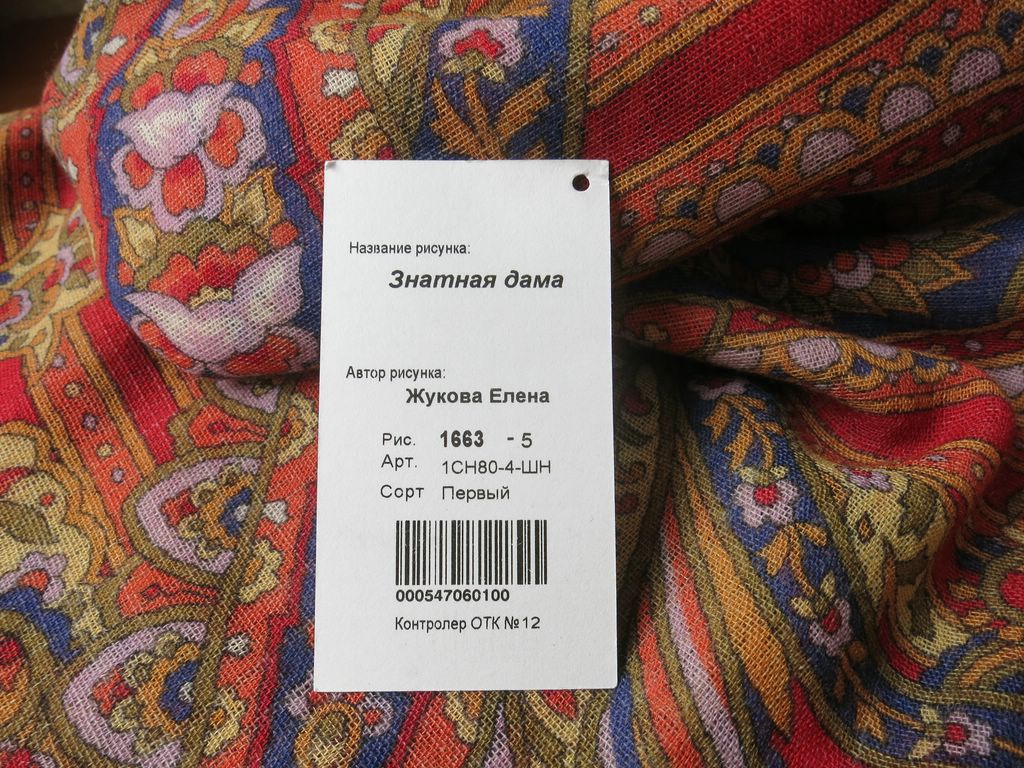 Название рисунка:
Знатная дама
Автор рисунка:
Жукова Елена
Рис. 1663 - 5
Арт. 1СН80-4-ШН
Сорт Первый
000547060100
Контролер ОТК №12